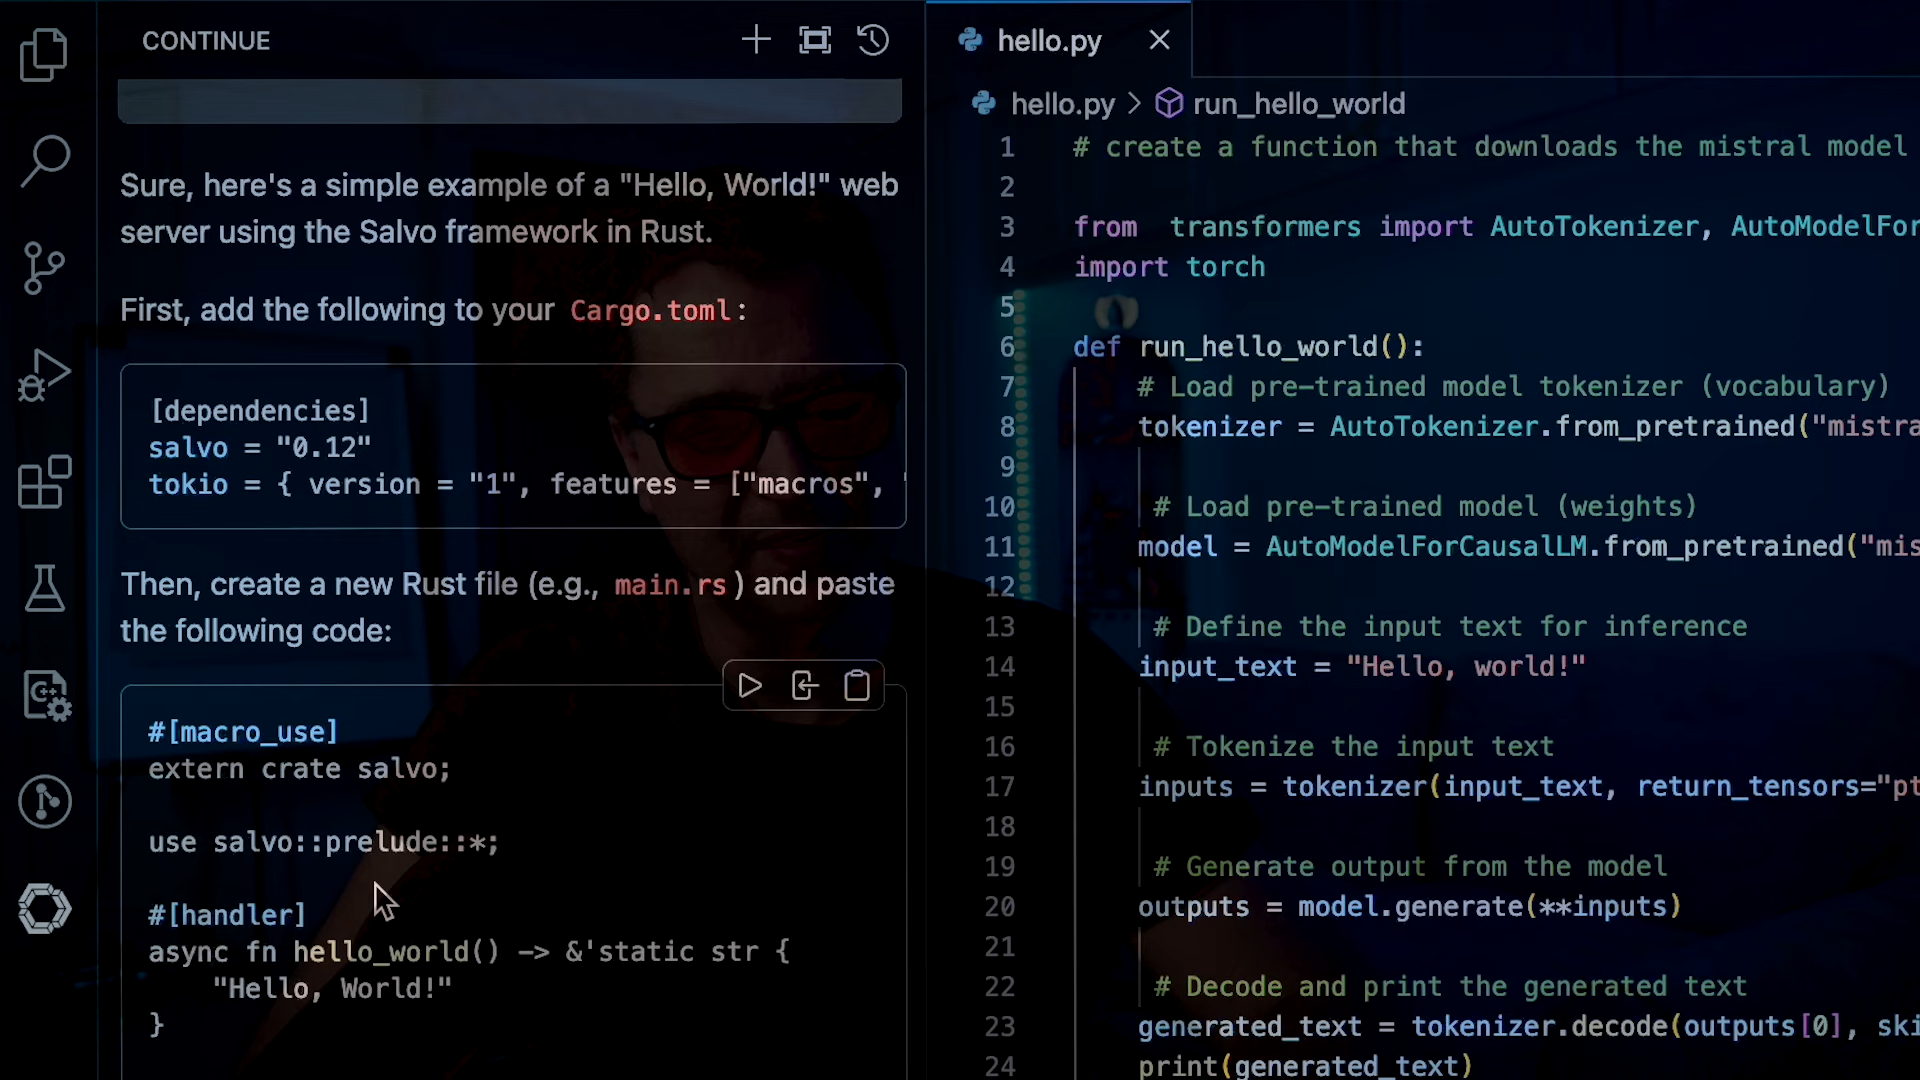 CONTINUE
Sure, here's a simple example of a "Hello, World!" web
server using the Salvo framework in Rust.
First, add the following to your Cargo.toml:
[dependencies]
salvo = "0.12"
tokio = { version = "1", features = ["macros", "
Then, create a new Rust file (e.g., main.rs) and paste
the following code:
#[macro_use]
extern crate salvo;
use salvo::prelude::*;
#[handler]
async fn hello_world() -> &'static str {
"Hello, World!"
}
hello.py
hello.py > run_hello_world
1 # create a function that downloads the mistral model
2
3 from  transformers import AutoTokenizer, AutoModelFor
4 import torch
5
6 def run_hello_world():
7 # Load pre-trained model tokenizer (vocabulary)
8 tokenizer = AutoTokenizer.from_pretrained("mistra
9
10 # Load pre-trained model (weights)
11 model = AutoModelForCausalLM.from_pretrained("mis
12
13 # Define the input text for inference
14 input_text = "Hello, world!"
15
16 # Tokenize the input text
17 inputs = tokenizer(input_text, return_tensors="pt
18
19 # Generate output from the model
20 outputs = model.generate(**inputs)
21
22 # Decode and print the generated text
23 generated_text = tokenizer.decode(outputs[0], ski
24 print(generated_text)